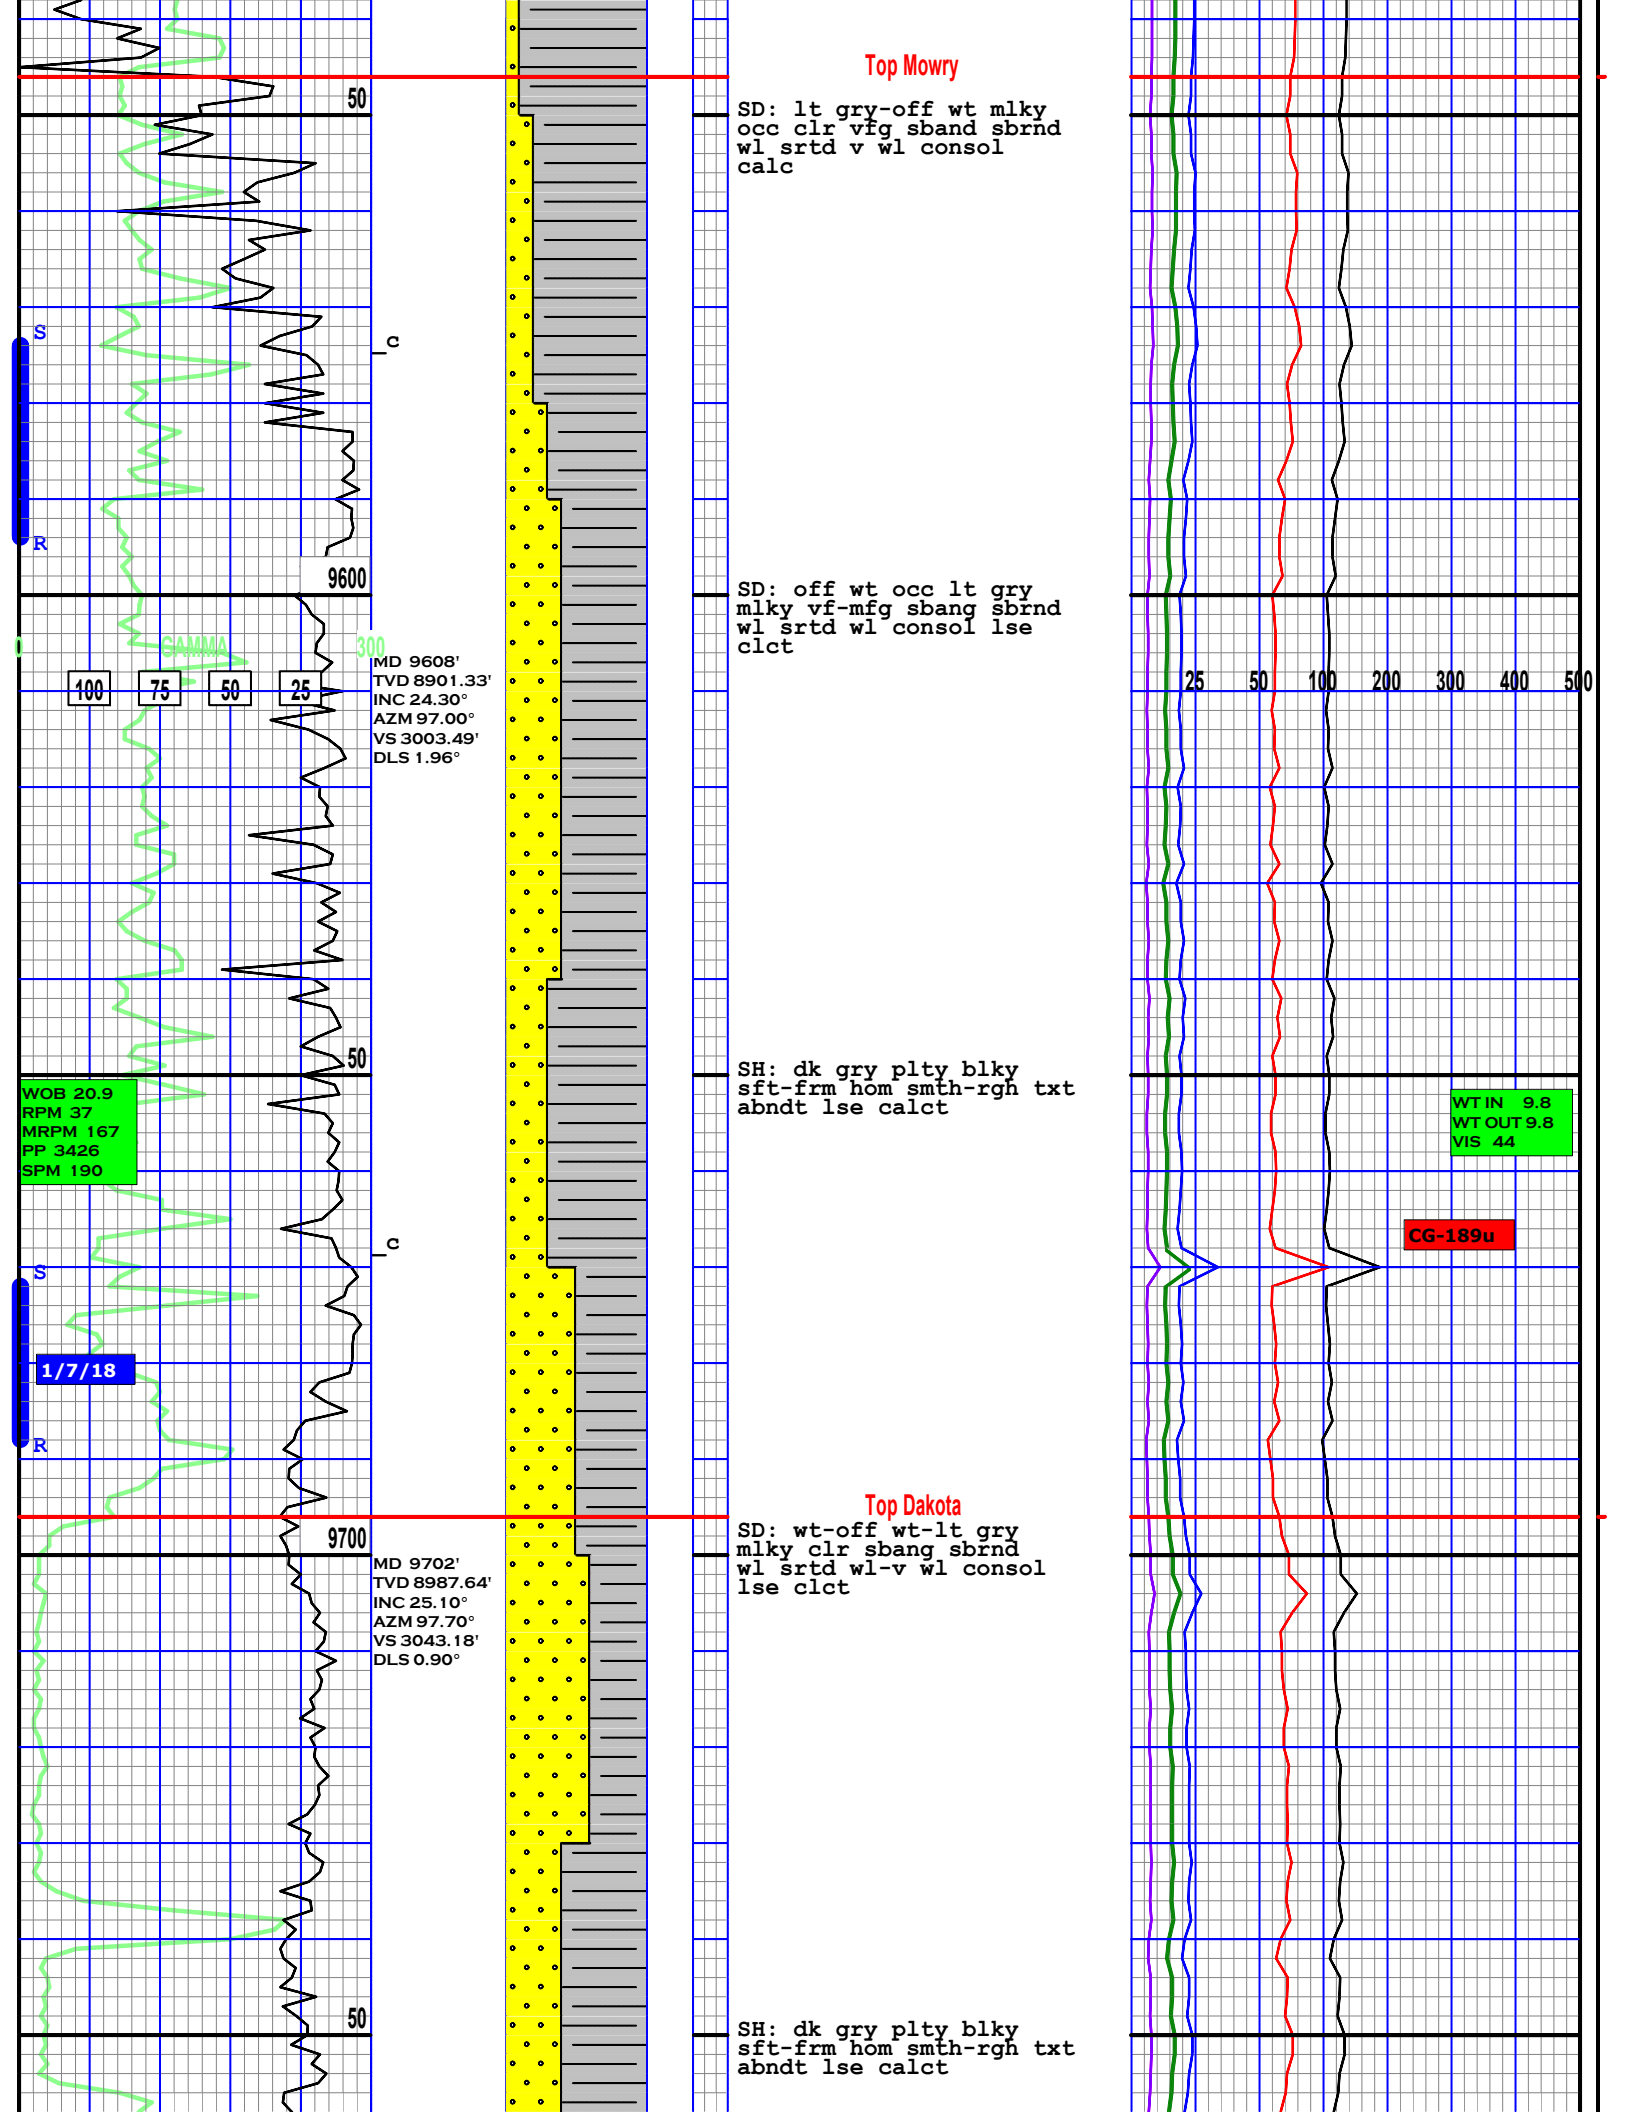 Top Mowry
50
SD: lt gry-off wt mlky
occ clr vfg sband sbrnd
wl srtd v wl consol
calc
S
C
R
9600
SD: off wt occ lt gry
mlky vf-mfg sbang sbrnd
wl srtd wl consol lse
clct
0 GAMMA 300
MD 9608'
TVD 8901.33'
INC 24.30°
AZM 97.00°
VS 3003.49'
DLS 1.96°
100 75 50 25
25 50 100 200 300 400 500
50
SH: dk gry plty blky
sft-frm hom smth-rgh txt
abndt lse calct
WOB 20.9
RPM 37
MRPM 167
PP 3426
SPM 190
WT IN 9.8
WT OUT 9.8
VIS 44
CG-189u
C
S
1/7/18
R
Top Dakota
9700
SD: wt-off wt-lt gry
mlky clr sbang sbrnd
wl srtd wl-v wl consol
lse clct
MD 9702'
TVD 8987.64'
INC 25.10°
AZM 97.70°
VS 3043.18'
DLS 0.90°
50
SH: dk gry plty blky
sft-frm hom smth-rgh txt
abndt lse calct